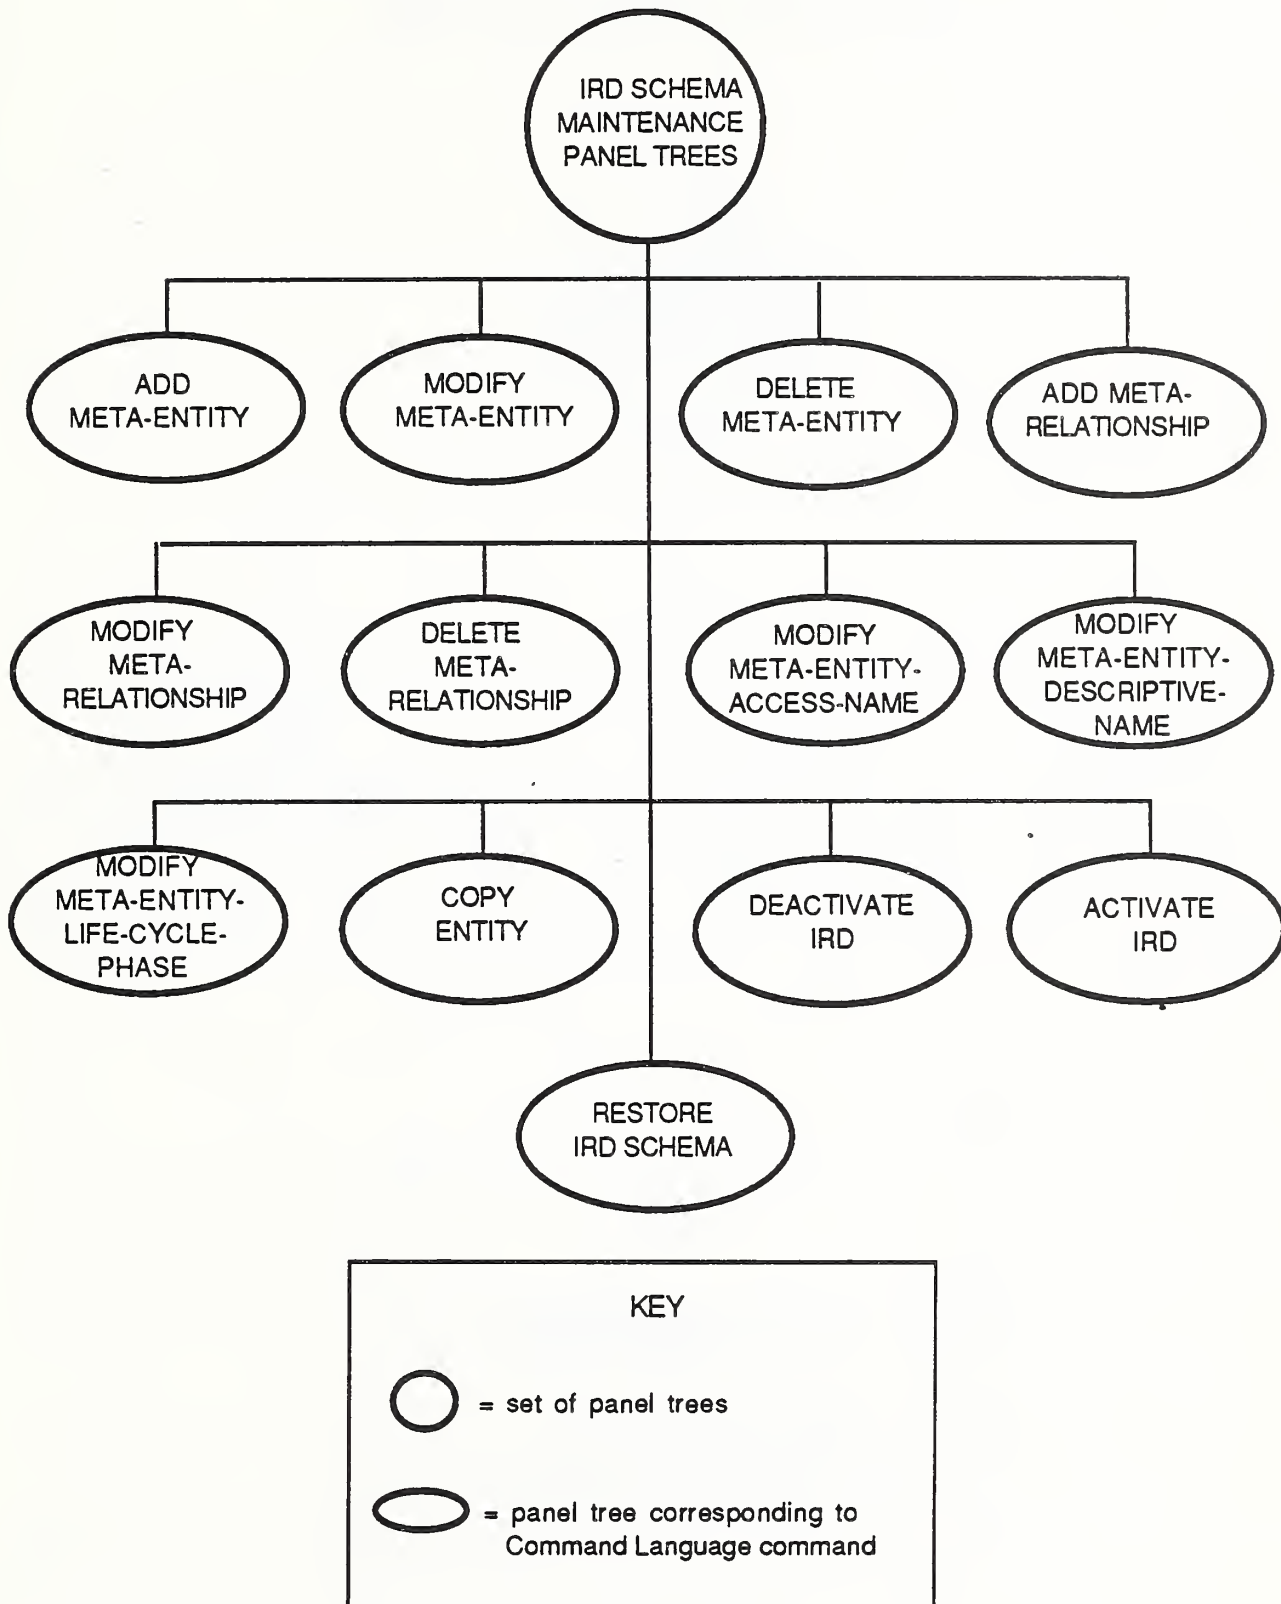 IRD SCHEMA
MAINTENANCE
PANEL TREES
ADD
META-ENTITY
MODIFY
META-ENTITY
DELETE
META-ENTITY
ADD META-
RELATIONSHIP
MODIFY
META-
RELATIONSHIP
DELETE
META-
RELATIONSHIP
MODIFY
META-ENTITY-
ACCESS-NAME
MODIFY
META-ENTITY-
DESCRIPTIVE-
NAME
MODIFY
META-ENTITY-
LIFE-CYCLE-
PHASE
COPY
ENTITY
DEACTIVATE
IRD
ACTIVATE
IRD
RESTORE
IRD SCHEMA
KEY
= set of panel trees
= panel tree corresponding to
Command Language command